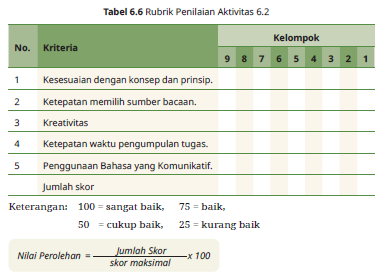 Tabel 6.6 Rubrik Penilaian Aktivitas 6.2
No. Kriteria Kelompok
9 8 7 6 5 4 3 2 1
1 Kesesuaian dengan konsep dan prinsip.
2 Ketepatan memilih sumber bacaan.
3 Kreativitas
4 Ketepatan waktu pengumpulan tugas.
5 Penggunaan Bahasa yang Komunikatif.
Jumlah skor
Keterangan: 100 = sangat baik, 75 = baik,
50 = cukup baik, 25 = kurang baik
Nilai Perolehan = Jumlah Skor / skor maksimal x 100